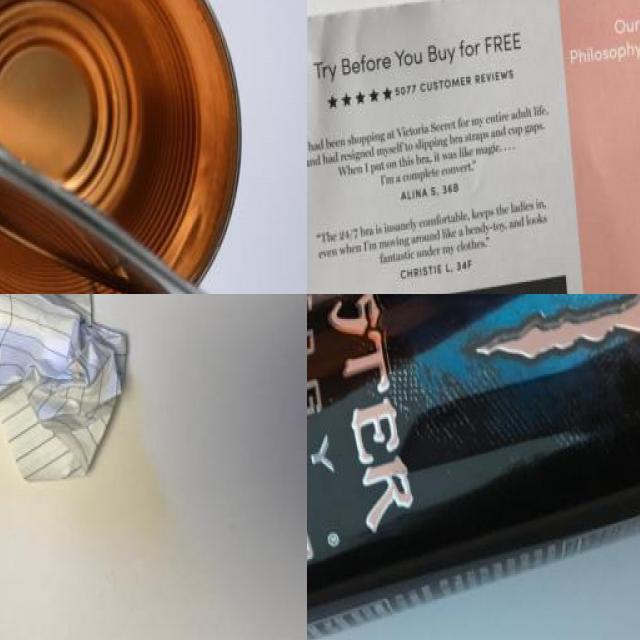 Try Before You Buy for FREE
★★★★★ 5077 CUSTOMER REVIEWS
had been shopping at Victoria Secret for my entire adult life,
and had resigned myself to slipping bra straps and cup gaps.
When I put on this bra, it was like magic. . . .
I'm a complete convert."
ALINA S, 36B
"The 24/7 bra is insanely comfortable, keeps the ladies in,
even when I'm moving around like a bendy-toy, and looks
fantastic under my clothes."
CHRISTIE L, 34F
Our
Philosophy
STER
GY